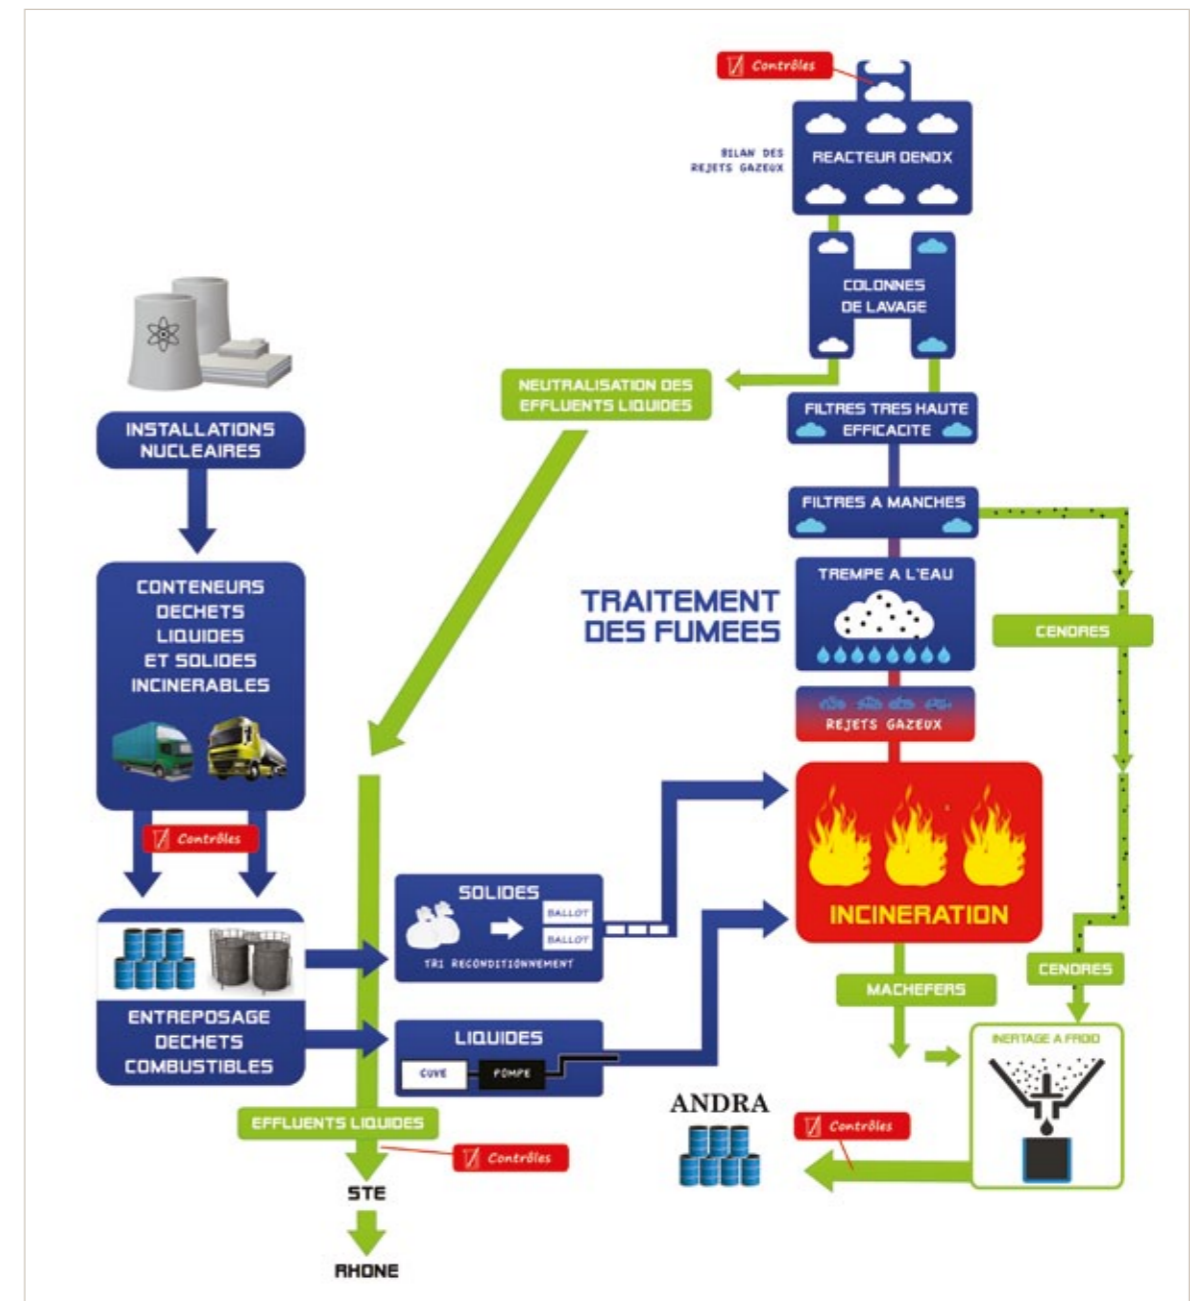 Contrôles
BILAN DES
REJETS GAZEUX
REACTEUR DENOX
COLONNES
DE LAVAGE
NEUTRALISATION DES
EFFLUENTS LIQUIDES
FILTRES TRES HAUTE
EFFICACITE
INSTALLATIONS
NUCLEAIRES
FILTRES A MANCHES
CONTENEURS
DECHETS
LIQUIDES
ET SOLIDES
INCINERABLES
TRAITEMENT
DES FUMEES
TREMPE A L'EAU
CENDRES
REJETS GAZEUX
Contrôles
SOLIDES
BALLOT
BALLOT
TRI RECONDITIONNEMENT
INCINERATION
CENDRES
MACHEFERS
ENTREPOSAGE
DECHETS
COMBUSTIBLES
LIQUIDES
CUVE
POMPE
INERTAGE A FROID
ANDRA
Contrôles
EFFLUENTS LIQUIDES
Contrôles
STE
RHONE